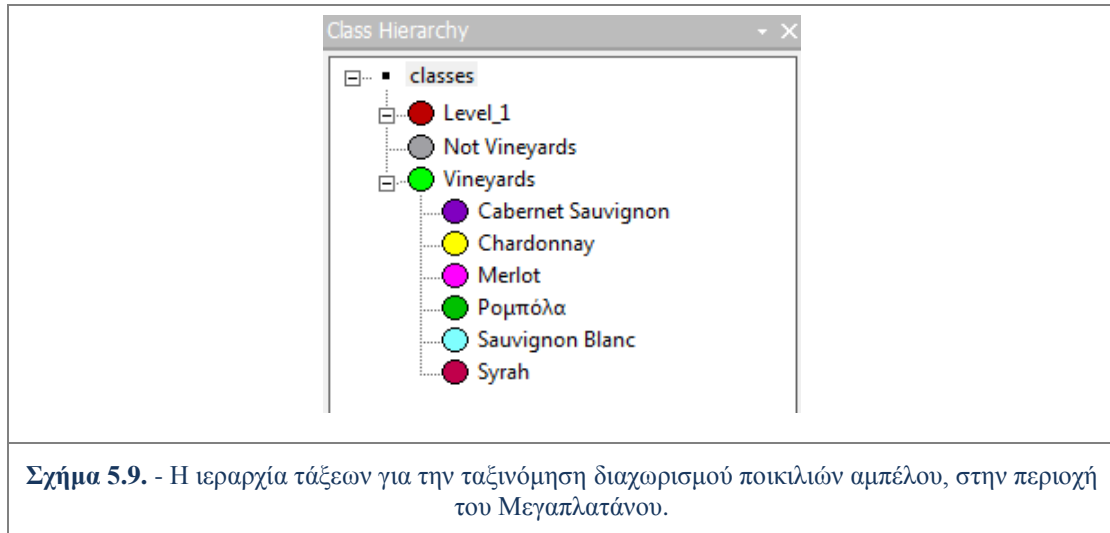 Class Hierarchy
classes
Level_1
Not Vineyards
Vineyards
Cabernet Sauvignon
Chardonnay
Merlot
Ρομπόλα
Sauvignon Blanc
Syrah
Σχήμα 5.9. - Η ιεραρχία τάξεων για την ταξινόμηση διαχωρισμού ποικιλιών αμπέλου, στην περιοχή
του Μεγαπλατάνου.